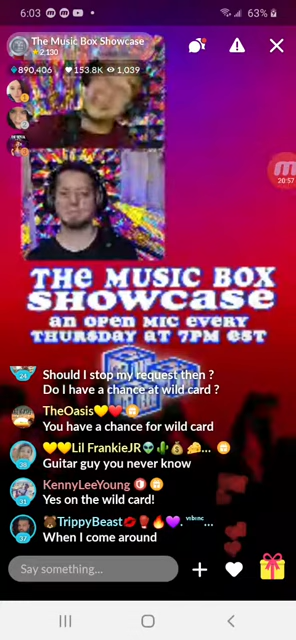 6:03
63%
The Music Box Showcase
2,130
890,406 153.8K 1,039
20:57
THE MUSIC BOX
SHOWCASE
an OPEN MIC EVERY
THURSDAY AT 7PM EST
24
Should I stop my request then ?
Do I have a chance at wild card ?
TheOasis💛❤️
You have a chance for wild card
💛💛Lil FrankieJR👽🌵💰🧀...
Guitar guy you never know
KennyLeeYoung
31
Yes on the wild card!
🐻TrippyBeast💋🥊🔥💜
37
When I come around
Say something...